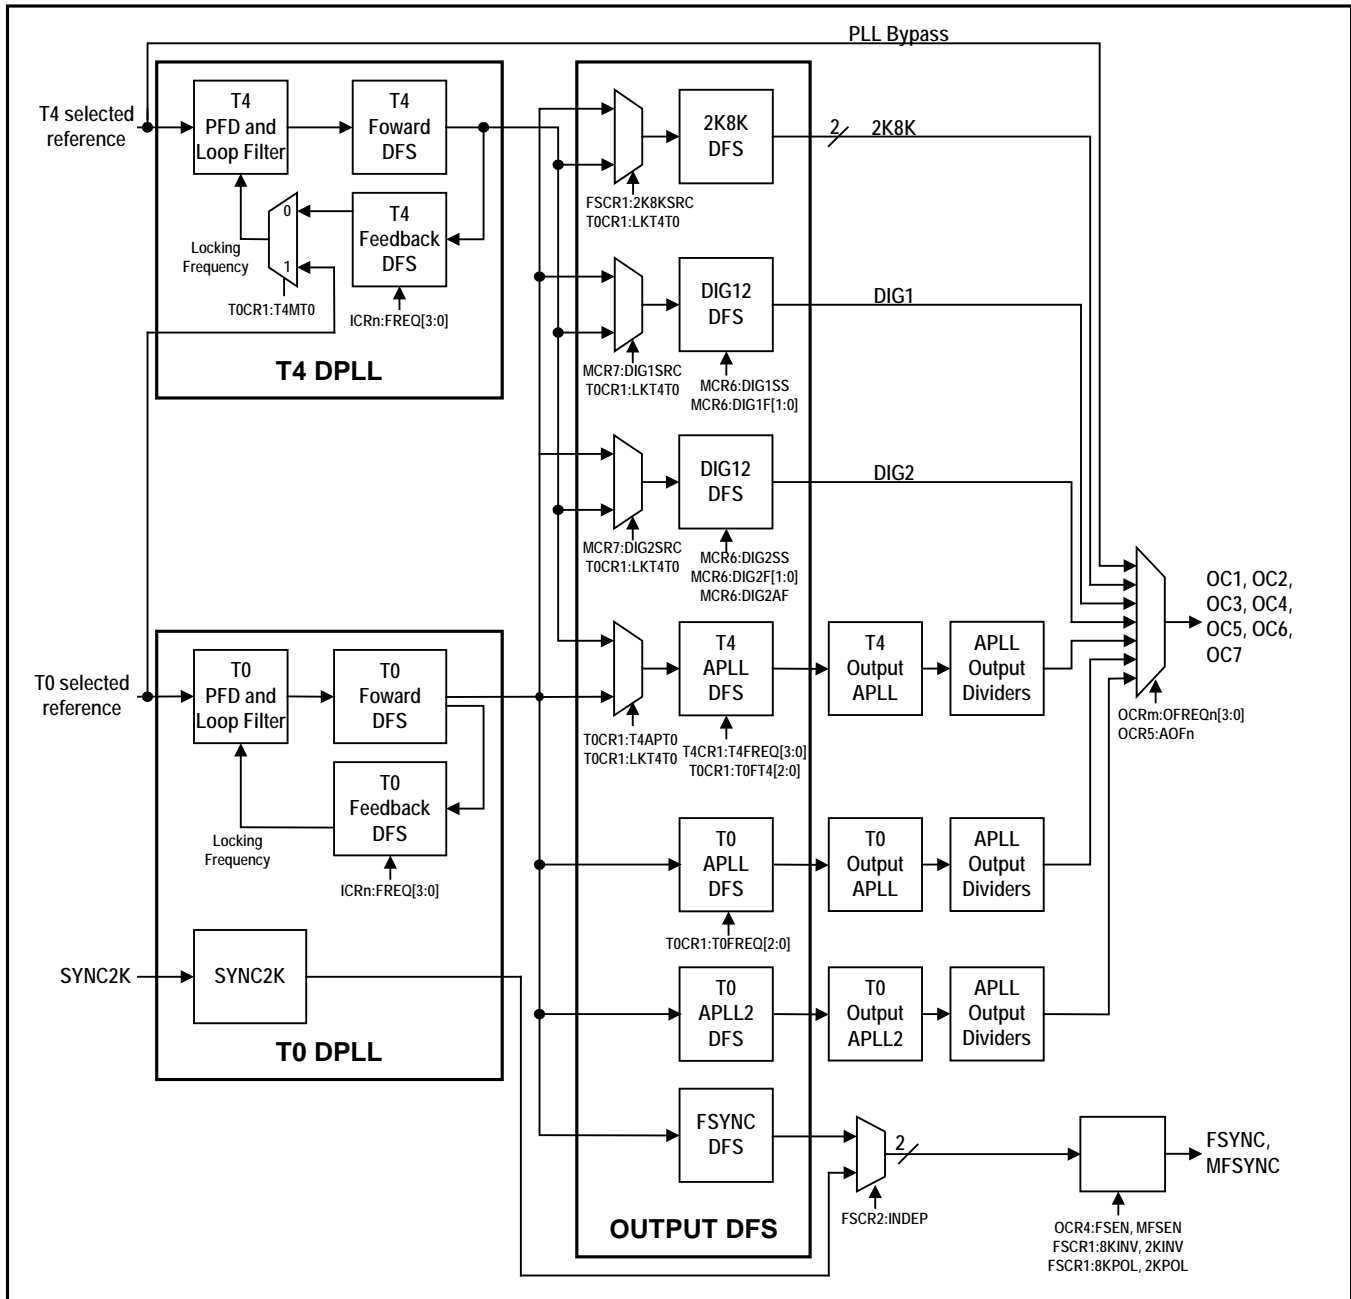 PLL Bypass
T4 selected
reference
T4
PFD and
Loop Filter
T4
Foward
DFS
0
1
T4
Feedback
DFS
Locking
Frequency
T0CR1:T4MT0
ICRn:FREQ[3:0]
T4 DPLL
2K8K
DFS
2
2K8K
FSCR1:2K8KSRC
T0CR1:LKT4T0
DIG12
DFS
DIG1
MCR7:DIG1SRC
T0CR1:LKT4T0
MCR6:DIG1SS
MCR6:DIG1F[1:0]
DIG12
DFS
DIG2
MCR7:DIG2SRC
T0CR1:LKT4T0
MCR6:DIG2SS
MCR6:DIG2F[1:0]
MCR6:DIG2AF
OC1, OC2,
OC3, OC4,
OC5, OC6,
OC7
OCRm:OFREQn[3:0]
OCR5:AOFn
T0 selected
reference
T0
PFD and
Loop Filter
T0
Foward
DFS
T0
Feedback
DFS
Locking
Frequency
ICRn:FREQ[3:0]
T4
APLL
DFS
T4
Output
APLL
APLL
Output
Dividers
T0CR1:T4APT0
T0CR1:LKT4T0
T4CR1:T4FREQ[3:0]
T0CR1:T0FT4[2:0]
T0
APLL
DFS
T0
Output
APLL
APLL
Output
Dividers
T0CR1:T0FREQ[2:0]
SYNC2K
SYNC2K
T0 DPLL
T0
APLL2
DFS
T0
Output
APLL2
APLL
Output
Dividers
FSYNC
DFS
2
FSCR2:INDEP
FSYNC,
MFSYNC
OCR4:FSEN, MFSEN
FSCR1:8KINV, 2KINV
FSCR1:8KPOL, 2KPOL
OUTPUT DFS